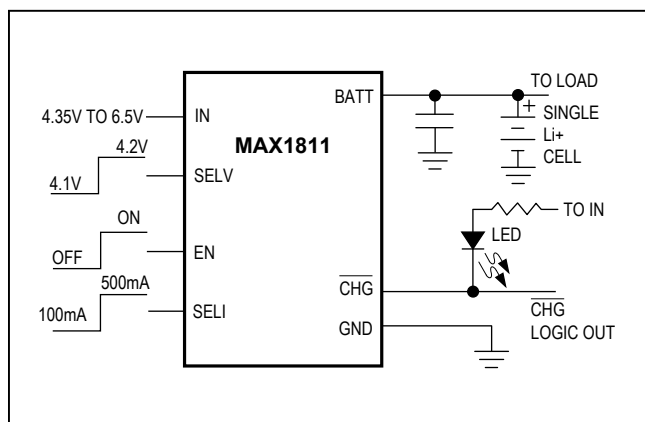 MAX1811
4.35V TO 6.5V
IN
4.2V
4.1V
SELV
ON
OFF
EN
500mA
100mA
SELI
BATT
TO LOAD
+
SINGLE
Li+
CELL
TO IN
LED
CHG
CHG
LOGIC OUT
GND